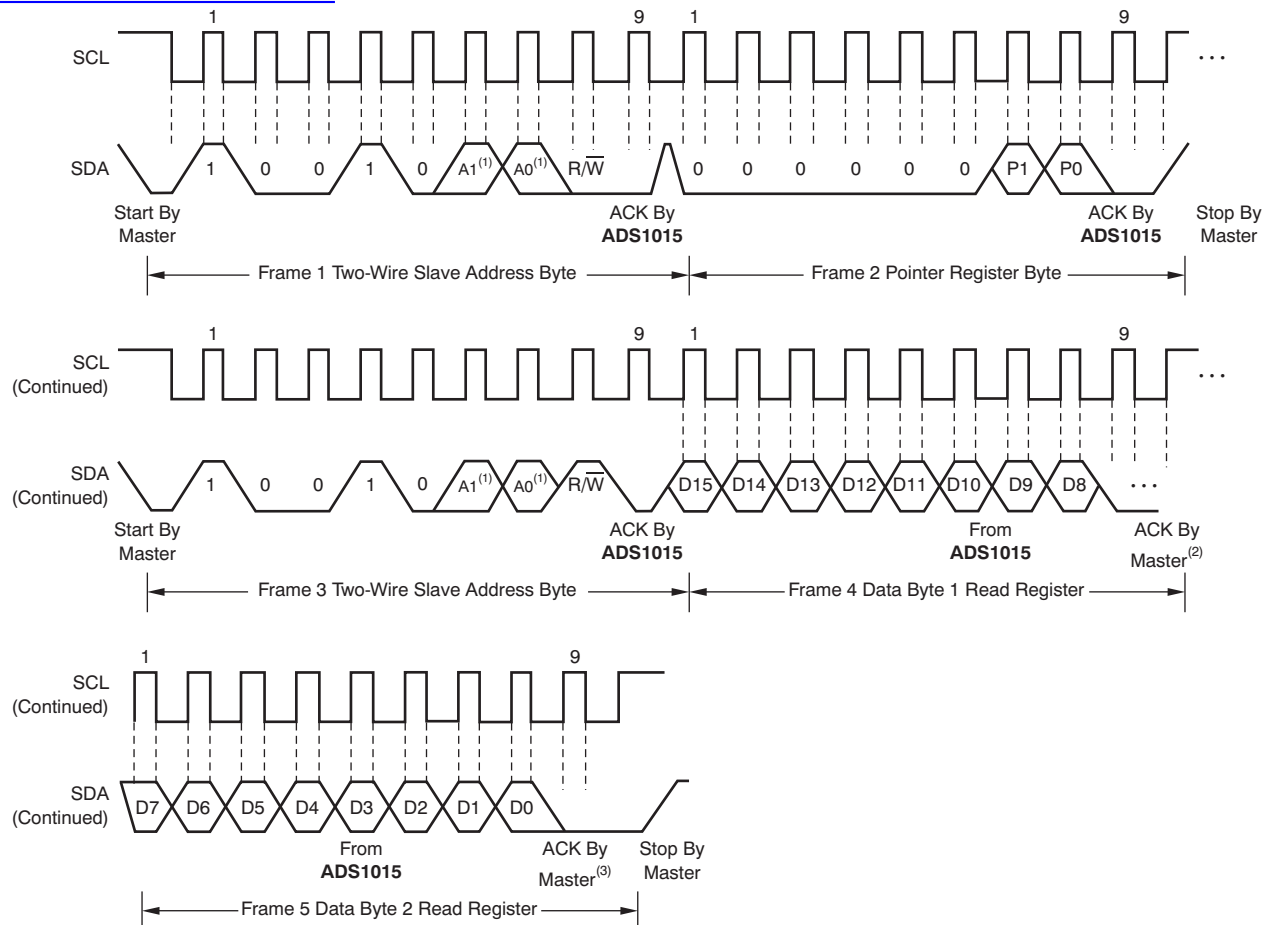 1 9 1 9
SCL ...
SDA 1 0 0 1 0 A1(1) A0(1) R/W̅ 0 0 0 0 0 0 P1 P0
Start By Master ACK By ADS1015 ACK By ADS1015 Stop By Master
Frame 1 Two-Wire Slave Address Byte Frame 2 Pointer Register Byte
1 9 1 9
SCL (Continued) ...
SDA (Continued) 1 0 0 1 0 A1(1) A0(1) R/W̅ D15 D14 D13 D12 D11 D10 D9 D8 ...
Start By Master ACK By ADS1015 From ADS1015 ACK By Master(2)
Frame 3 Two-Wire Slave Address Byte Frame 4 Data Byte 1 Read Register
1 9
SCL (Continued)
SDA (Continued) D7 D6 D5 D4 D3 D2 D1 D0
From ADS1015 ACK By Master(3) Stop By Master
Frame 5 Data Byte 2 Read Register